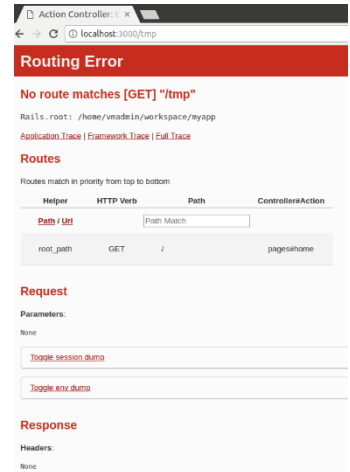 Action Controller: E
localhost:3000/tmp
Routing Error
No route matches [GET] "/tmp"
Rails.root: /home/vmadmin/workspace/myapp
Application Trace | Framework Trace | Full Trace
Routes
Routes match in priority from top to bottom
Helper HTTP Verb Path Controller#Action
Path / Url Path Match
root_path GET / pages#home
Request
Parameters:
None
Toggle session dump
Toggle env dump
Response
Headers:
None